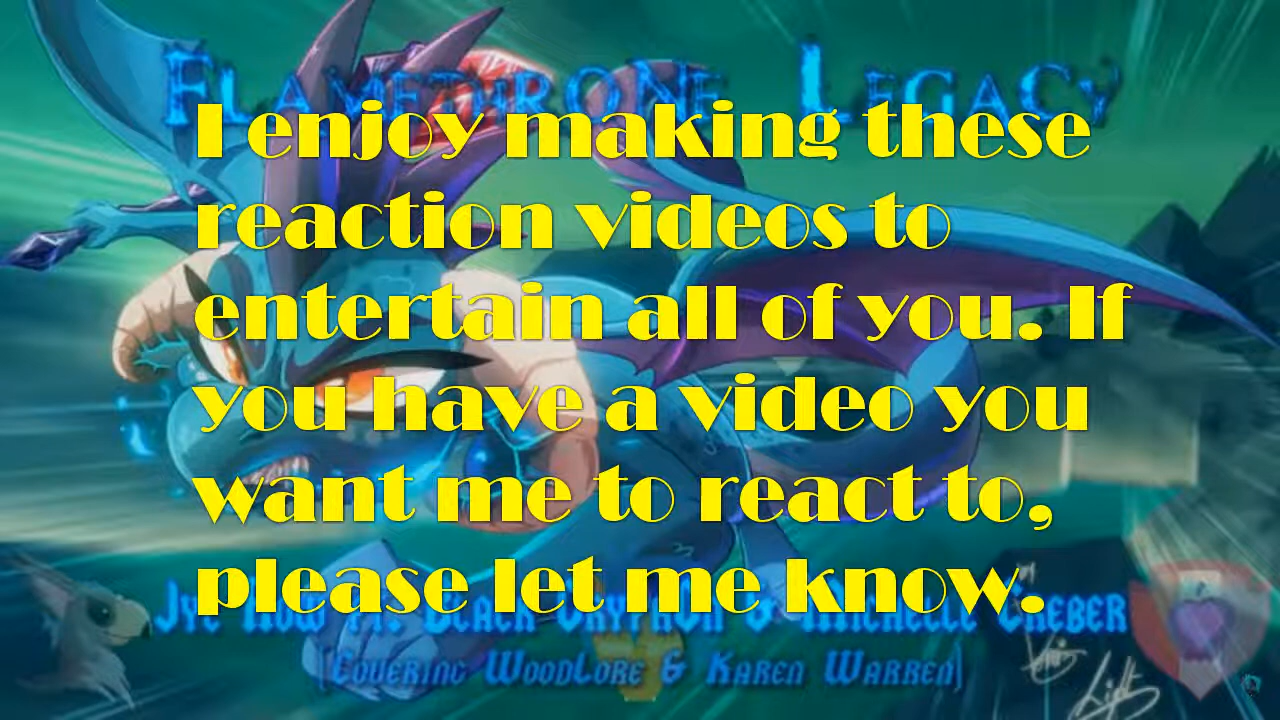 FlamethroNe LegaCy
I enjoy making these
reaction videos to
entertain all of you. If
you have a video you
want me to react to,
please let me know.
Jyc Row ft. Black Gryph0n & Michelle Creber
[Covering WoodLore & Karen Warren]